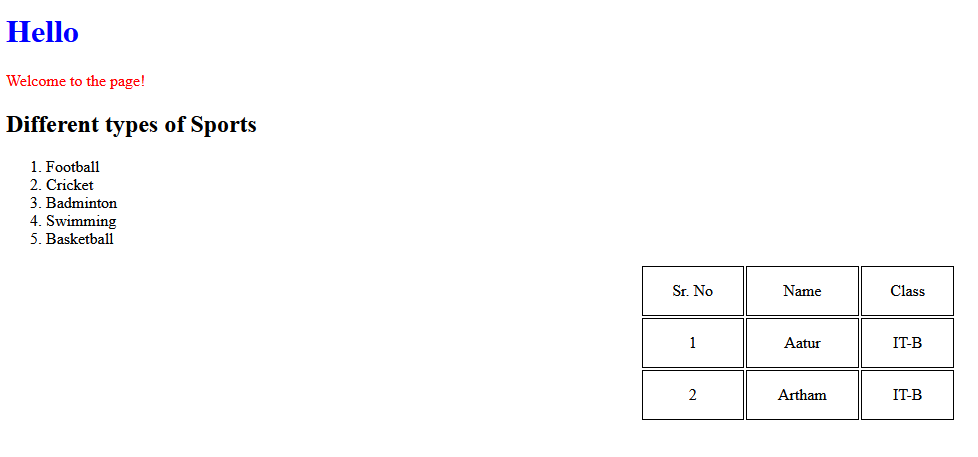 Hello
Welcome to the page!
Different types of Sports
1. Football
2. Cricket
3. Badminton
4. Swimming
5. Basketball
Sr. No Name Class
1 Aatur IT-B
2 Artham IT-B